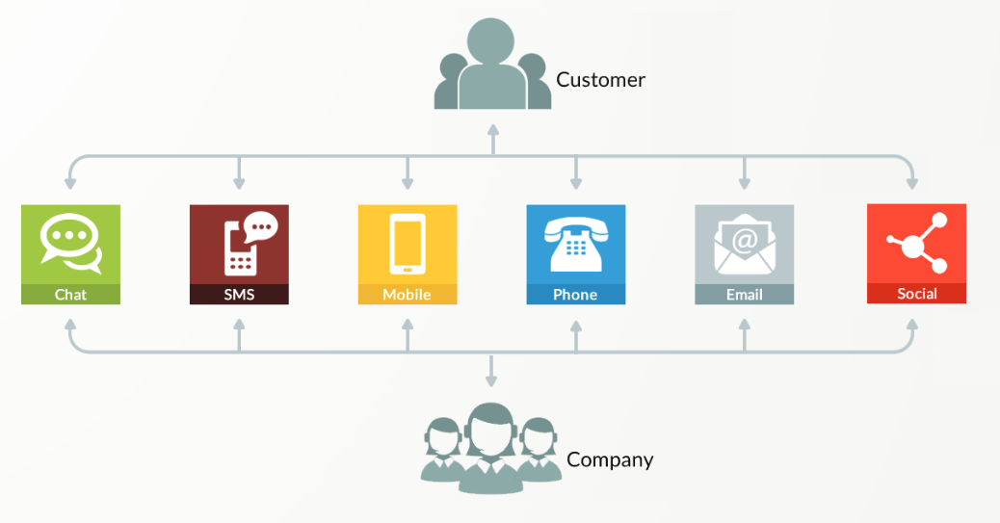 Customer
Chat
SMS
Mobile
Phone
Email
Social
Company